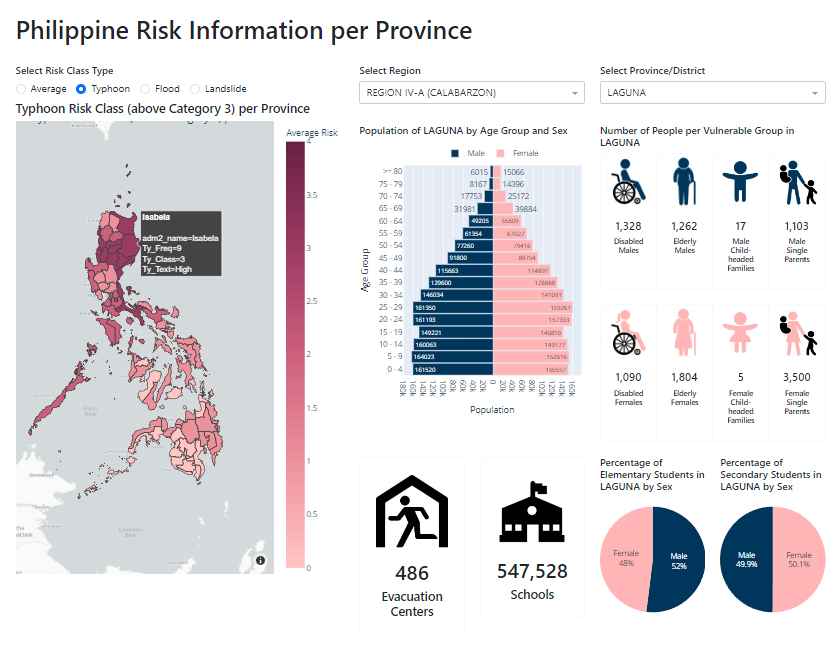 Philippine Risk Information per Province
Select Risk Class Type
Average Typhoon Flood Landslide
Typhoon Risk Class (above Category 3) per Province
Isabela
adm2_name=Isabela
Ty_Freq=9
Ty_Class=3
Ty_Text=High
Average Risk
4
3.5
3
2.5
2
1.5
1
0.5
0
Select Region
REGION IV-A (CALABARZON)
Select Province/District
LAGUNA
Population of LAGUNA by Age Group and Sex
Male Female
Age Group
>= 80 6015 15066
75 - 79 8167 14396
70 - 74 17753 25172
65 - 69 31981 39884
60 - 64 49205 55609
55 - 59 61354 67027
50 - 54 77260 79416
45 - 49 91800 89754
40 - 44 115663 114897
35 - 39 129600 128868
30 - 34 146034 141091
25 - 29 161350 159261
20 - 24 161193 157333
15 - 19 149221 140810
10 - 14 160063 149177
5 - 9 164023 152616
0 - 4 161520 150557
180k 160k 140k 120k 100k 80k 60k 40k 20k 0 20k 40k 60k 80k 100k 120k 140k 160k
Population
Number of People per Vulnerable Group in
LAGUNA
1,328
Disabled
Males
1,262
Elderly
Males
17
Male
Child-
headed
Families
1,103
Male
Single
Parents
1,090
Disabled
Females
1,804
Elderly
Females
5
Female
Child-
headed
Families
3,500
Female
Single
Parents
486
Evacuation
Centers
547,528
Schools
Percentage of
Elementary Students in
LAGUNA by Sex
Female
48%
Male
52%
Percentage of
Secondary Students in
LAGUNA by Sex
Male
49.9%
Female
50.1%